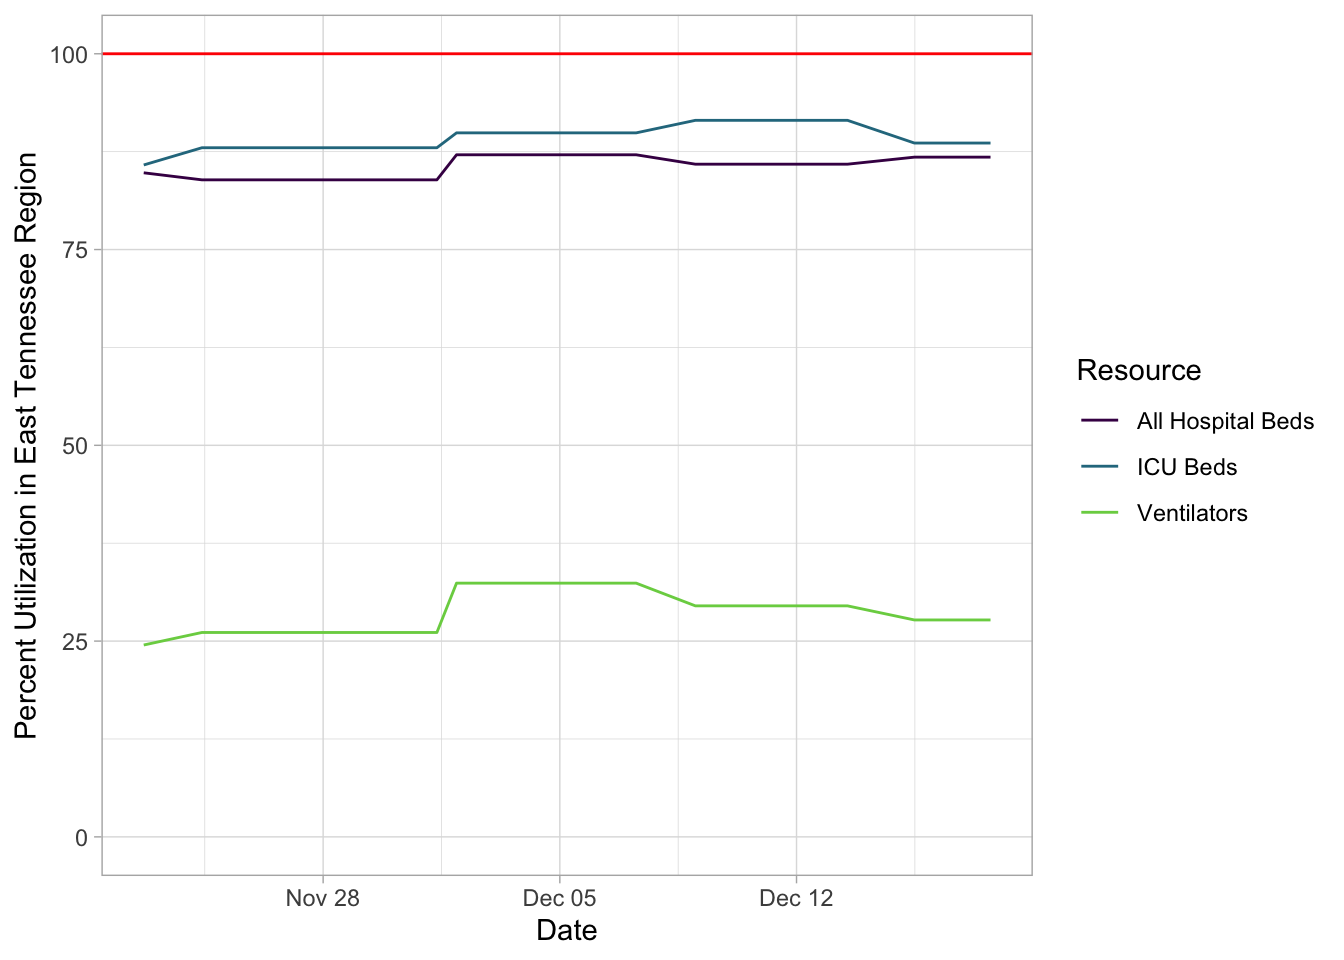 Percent Utilization in East Tennessee Region
100
75
50
25
0
Nov 28
Dec 05
Dec 12
Date
Resource
All Hospital Beds
ICU Beds
Ventilators